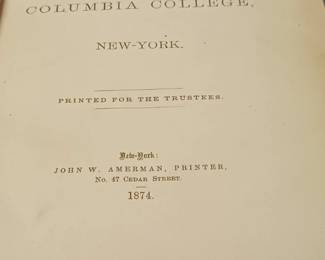 COLUMBIA COLLEGE,
NEW-YORK.
PRINTED FOR THE TRUSTEES.
New-York:
JOHN W. AMERMAN, PRINTER,
No. 47 CEDAR STREET.
1874.